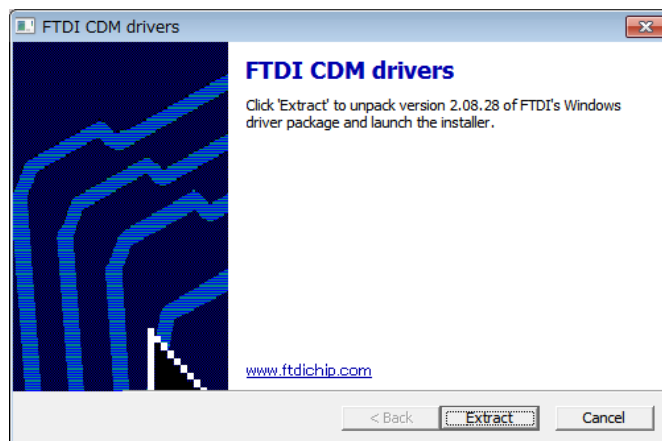 FTDI CDM drivers
FTDI CDM drivers
Click 'Extract' to unpack version 2.08.28 of FTDI's Windows
driver package and launch the installer.
www.ftdichip.com
< Back Extract Cancel